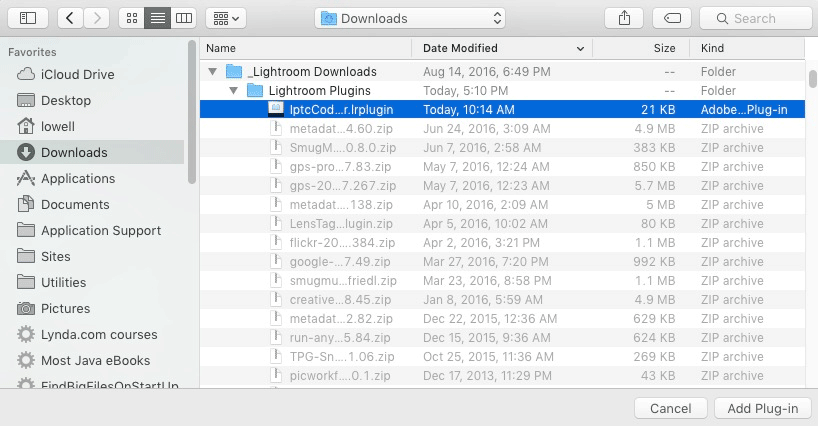 Downloads
Search
Favorites
iCloud Drive
Desktop
lowell
Downloads
Applications
Documents
Application Support
Sites
Utilities
Pictures
Lynda.com courses
Most Java eBooks
FindBigFilesOnStartUp
Name Date Modified Size Kind
_Lightroom Downloads Aug 14, 2016, 6:49 PM -- Folder
Lightroom Plugins Today, 5:10 PM -- Folder
IptcCod...r.lrplugin Today, 10:14 AM 21 KB Adobe...Plug-in
metadat...4.60.zip Jun 24, 2016, 3:09 AM 4.9 MB ZIP archive
SmugM...0.8.0.zip Jun 7, 2016, 2:58 AM 383 KB ZIP archive
gps-pro...7.83.zip May 7, 2016, 12:24 AM 850 KB ZIP archive
gps-20...7.267.zip May 7, 2016, 12:23 AM 5.7 MB ZIP archive
metadat....138.zip Apr 10, 2016, 2:09 AM 5 MB ZIP archive
LensTag...lugin.zip Apr 5, 2016, 10:02 AM 80 KB ZIP archive
flickr-20....384.zip Apr 2, 2016, 3:21 PM 1.1 MB ZIP archive
google-...7.49.zip Mar 27, 2016, 7:20 PM 992 KB ZIP archive
smugmu...friedl.zip Mar 23, 2016, 8:58 PM 1.1 MB ZIP archive
creative...8.45.zip Jan 8, 2016, 5:59 AM 4.9 MB ZIP archive
metadat...2.82.zip Dec 22, 2015, 12:36 AM 629 KB ZIP archive
run-any...5.84.zip Dec 15, 2015, 9:36 AM 624 KB ZIP archive
TPG-Sn...1.06.zip Oct 25, 2015, 11:36 AM 269 KB ZIP archive
picworkf...0.1.zip Dec 17, 2013, 11:29 PM 43 KB ZIP archive
Cancel Add Plug-in